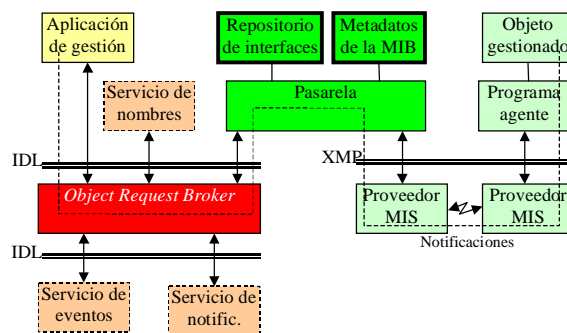 Aplicación
de gestión
Repositorio
de interfaces
Metadatos
de la MIB
Objeto
gestionado
Servicio de
nombres
Pasarela
Programa
agente
IDL
XMP
Object Request Broker
Proveedor
MIS
Proveedor
MIS
Notificaciones
IDL
Servicio de
eventos
Servicio de
notific.